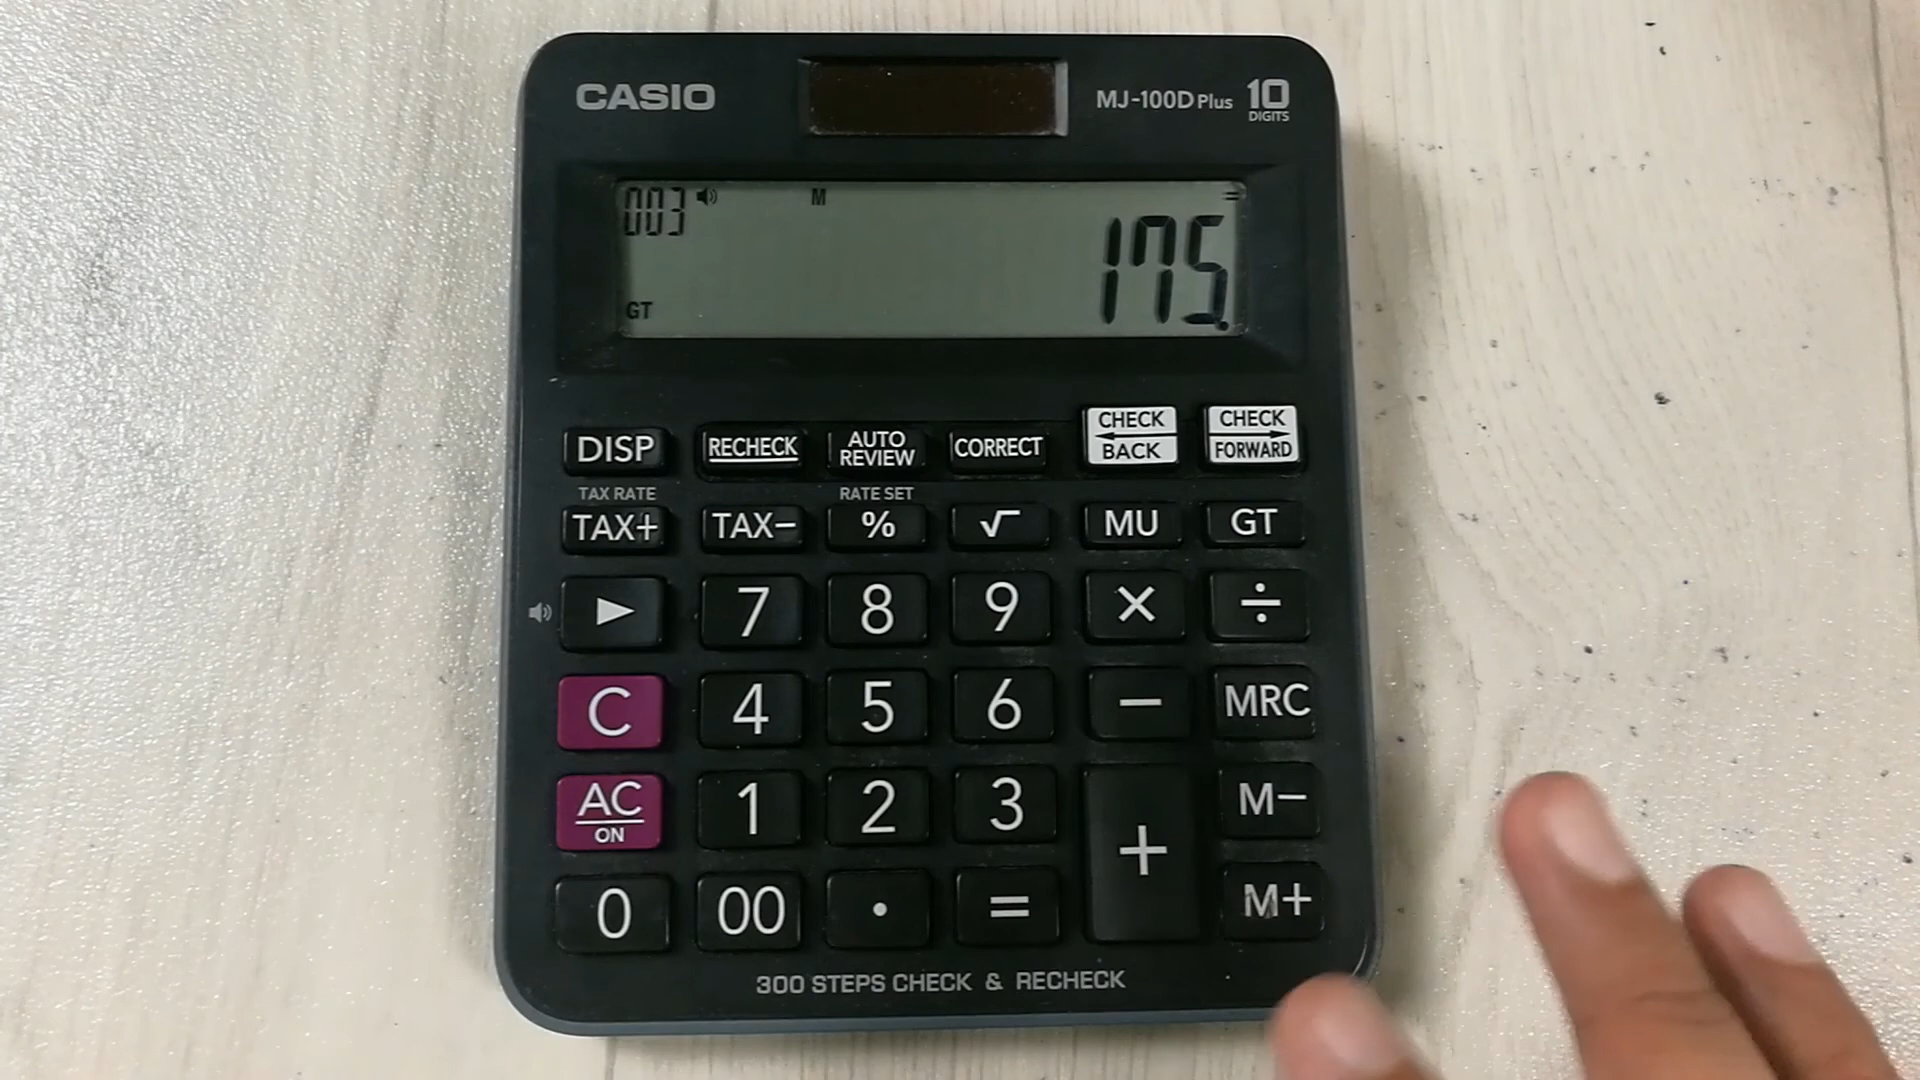 CASIO
MJ-100D Plus 10 DIGITS
003 M =
175.
GT
DISP RECHECK AUTO REVIEW CORRECT CHECK BACK CHECK FORWARD
TAX RATE RATE SET
TAX+ TAX− % √ MU GT
▶ 7 8 9 × ÷
C 4 5 6 − MRC
AC ON 1 2 3 + M−
0 00 · = M+
300 STEPS CHECK & RECHECK